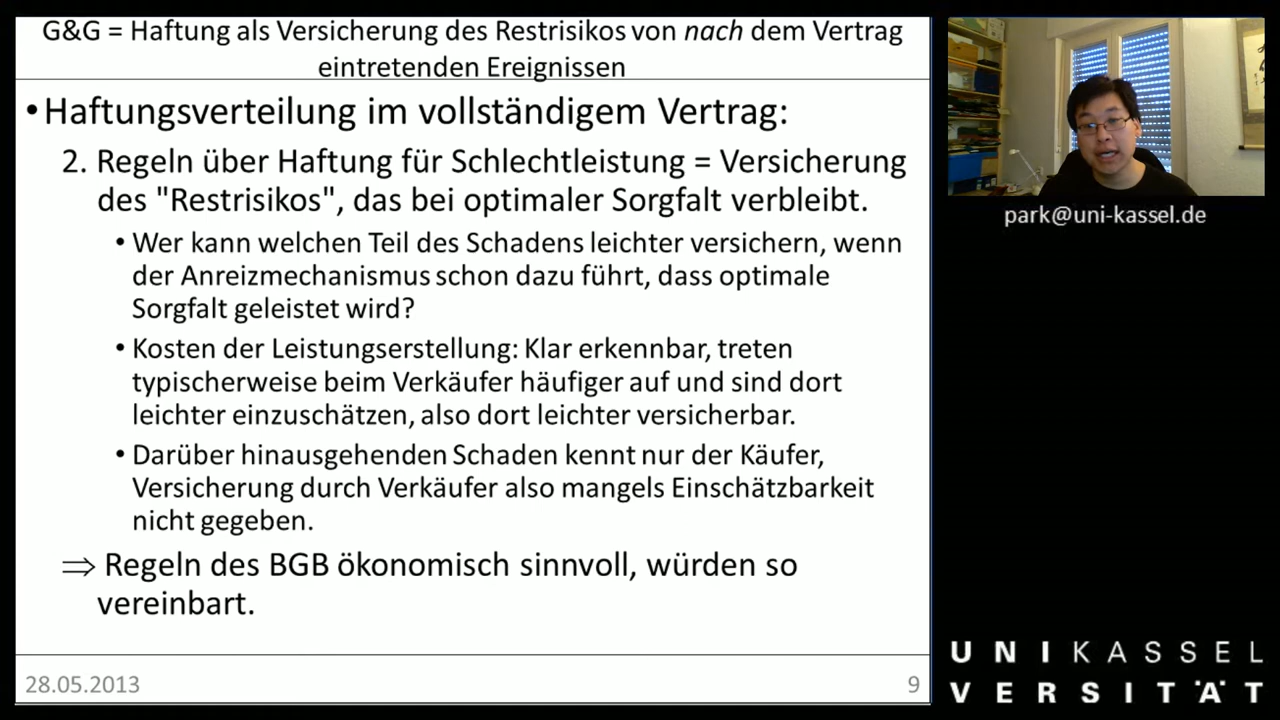 G&G = Haftung als Versicherung des Restrisikos von nach dem Vertrag
eintretenden Ereignissen
• Haftungsverteilung im vollständigem Vertrag:
2. Regeln über Haftung für Schlechtleistung = Versicherung
des "Restrisikos", das bei optimaler Sorgfalt verbleibt.
• Wer kann welchen Teil des Schadens leichter versichern, wenn
der Anreizmechanismus schon dazu führt, dass optimale
Sorgfalt geleistet wird?
• Kosten der Leistungserstellung: Klar erkennbar, treten
typischerweise beim Verkäufer häufiger auf und sind dort
leichter einzuschätzen, also dort leichter versicherbar.
• Darüber hinausgehenden Schaden kennt nur der Käufer,
Versicherung durch Verkäufer also mangels Einschätzbarkeit
nicht gegeben.
⇒ Regeln des BGB ökonomisch sinnvoll, würden so
vereinbart.
28.05.2013
9
park@uni-kassel.de
UNIKASSEL
VERSITÄT